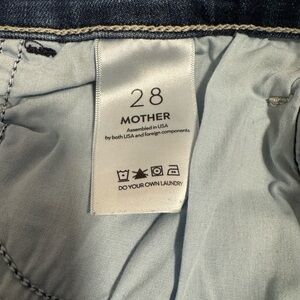 28
MOTHER
Assembled in USA
by both USA and foreign components
DO YOUR OWN LAUNDRY